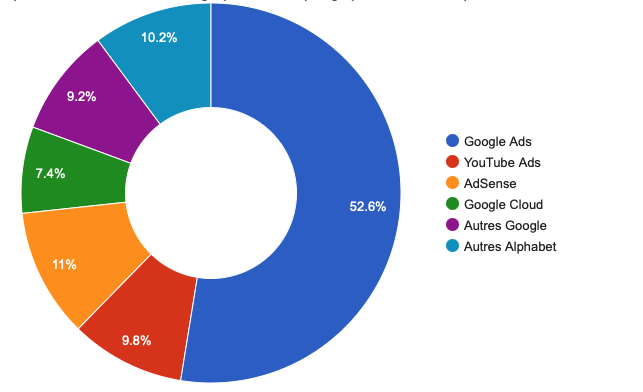 10.2%
9.2%
7.4%
11%
9.8%
52.6%
Google Ads
YouTube Ads
AdSense
Google Cloud
Autres Google
Autres Alphabet